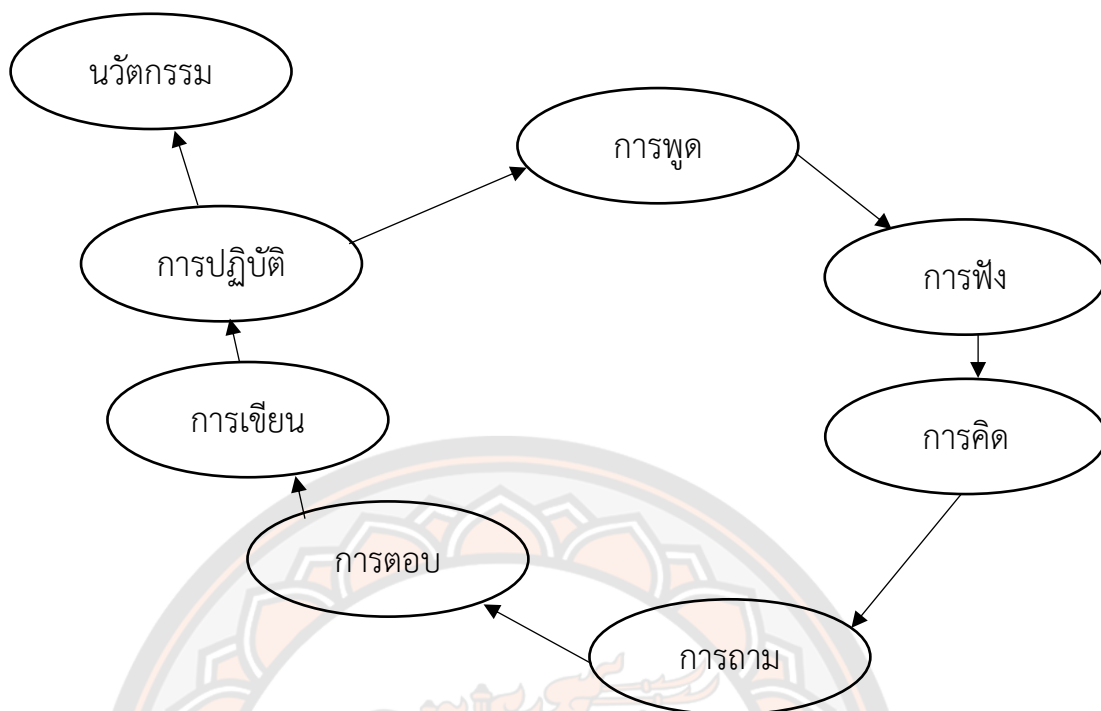 นวัตกรรม
การพูด
การปฏิบัติ
การฟัง
การเขียน
การคิด
การตอบ
การถาม